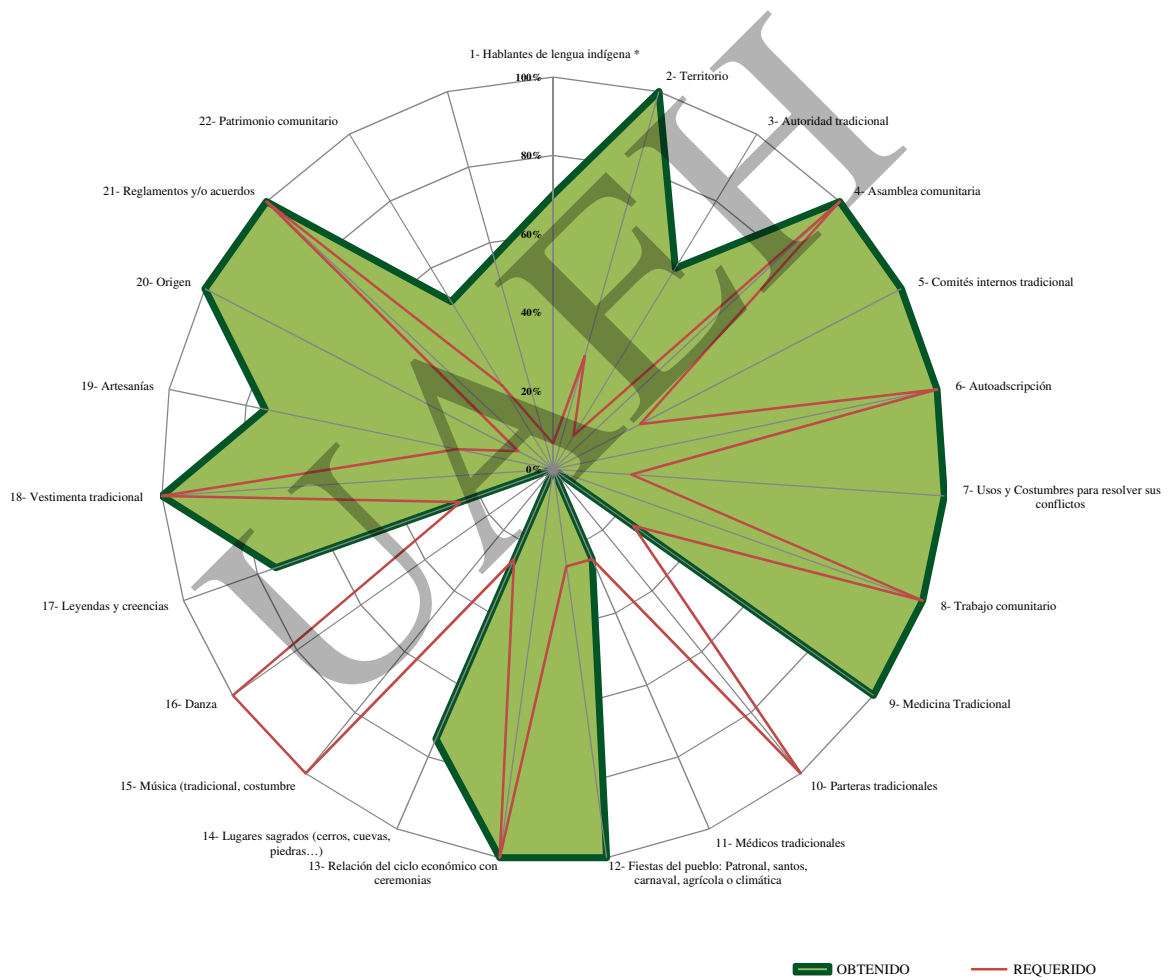 1- Hablantes de lengua indígena *
2- Territorio
3- Autoridad tradicional
4- Asamblea comunitaria
5- Comités internos tradicional
6- Autoadscripción
7- Usos y Costumbres para resolver sus
conflictos
8- Trabajo comunitario
9- Medicina Tradicional
10- Parteras tradicionales
11- Médicos tradicionales
12- Fiestas del pueblo: Patronal, santos,
carnaval, agrícola o climática
13- Relación del ciclo económico con
ceremonias
14- Lugares sagrados (cerros, cuevas,
piedras…)
15- Música (tradicional, costumbre
16- Danza
17- Leyendas y creencias
18- Vestimenta tradicional
19- Artesanías
20- Origen
21- Reglamentos y/o acuerdos
22- Patrimonio comunitario
100%
80%
60%
40%
20%
0%
UAEH
OBTENIDO
REQUERIDO